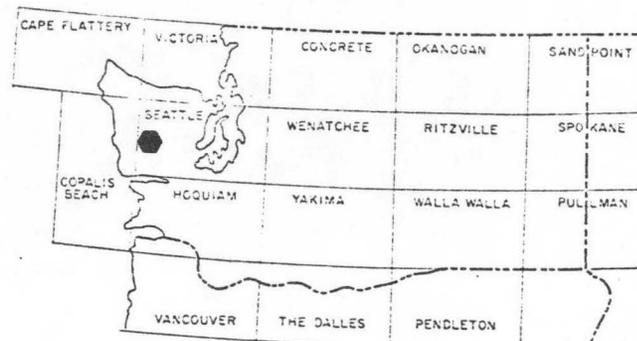 CAPE FLATTERY
VICTORIA
CONCRETE
OKANOGAN
SANDPOINT
SEATTLE
WENATCHEE
RITZVILLE
SPOKANE
COPALIS
BEACH
HOQUIAM
YAKIMA
WALLA WALLA
PULLMAN
VANCOUVER
THE DALLES
PENDLETON